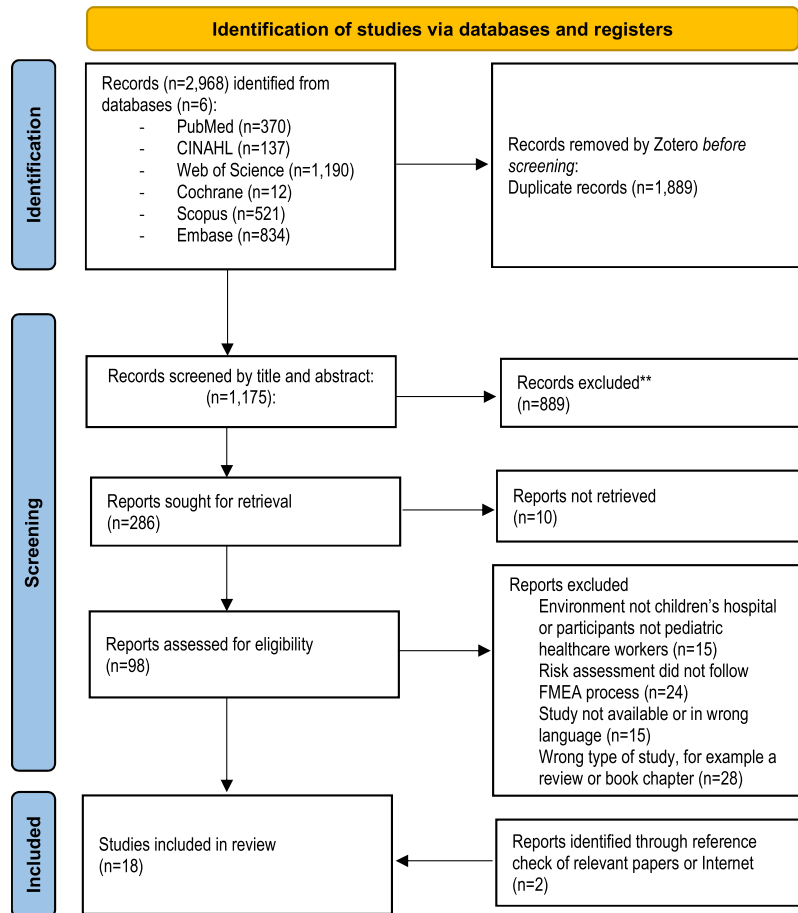 Identification of studies via databases and registers
Identification
Records (n=2,968) identified from
databases (n=6):
- PubMed (n=370)
- CINAHL (n=137)
- Web of Science (n=1,190)
- Cochrane (n=12)
- Scopus (n=521)
- Embase (n=834)
Records removed by Zotero before
screening:
Duplicate records (n=1,889)
Screening
Records screened by title and abstract:
(n=1,175):
Records excluded**
(n=889)
Reports sought for retrieval
(n=286)
Reports not retrieved
(n=10)
Reports assessed for eligibility
(n=98)
Reports excluded
Environment not children's hospital
or participants not pediatric
healthcare workers (n=15)
Risk assessment did not follow
FMEA process (n=24)
Study not available or in wrong
language (n=15)
Wrong type of study, for example a
review or book chapter (n=28)
Included
Studies included in review
(n=18)
Reports identified through reference
check of relevant papers or Internet
(n=2)